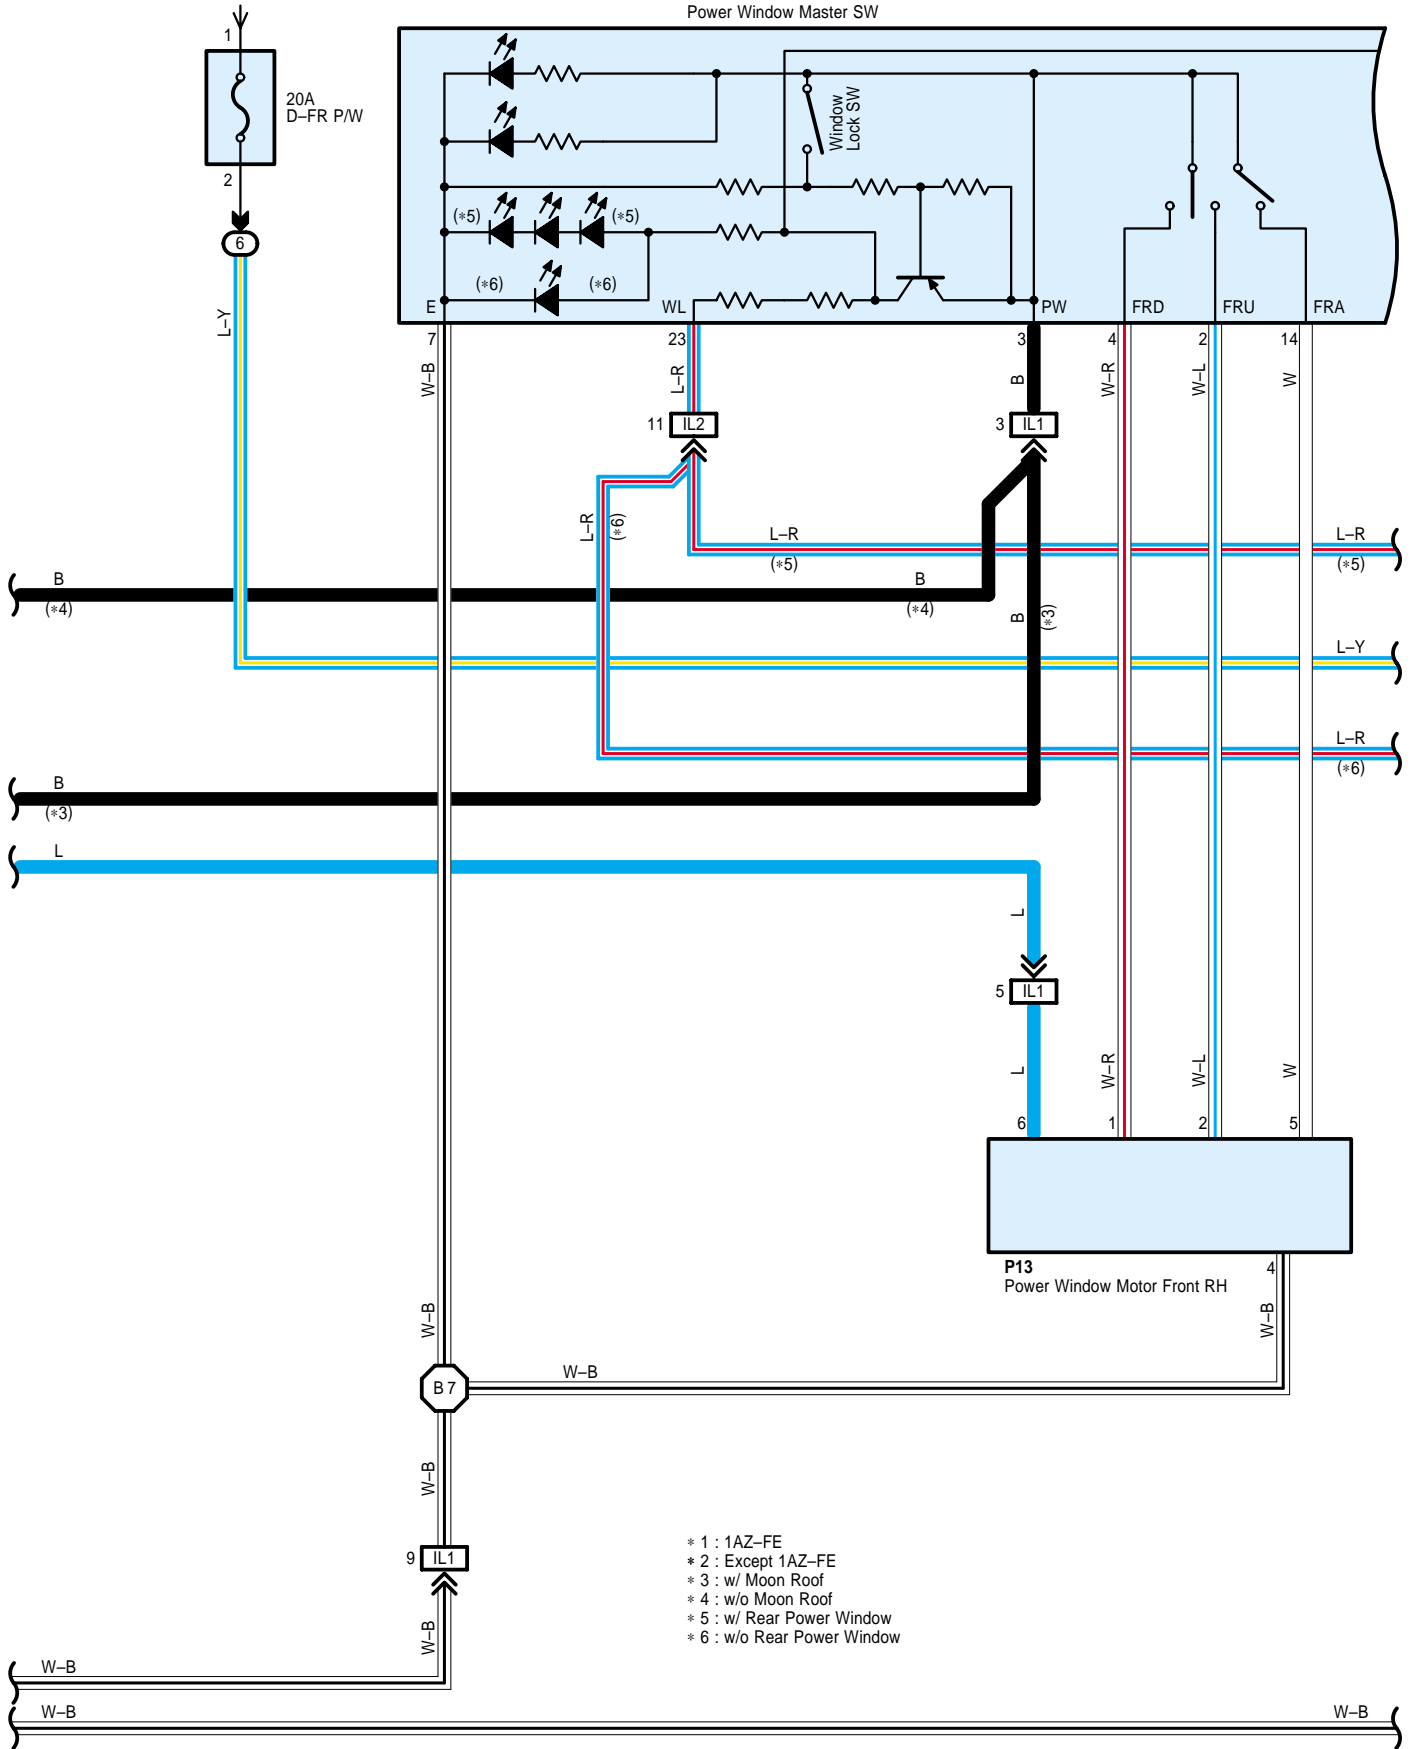 Power Window Master SW
1
20A
D–FR P/W
2
6
L–Y
Window
Lock SW
(∗5)
(∗5)
(∗6)
(∗6)
E
WL
PW
FRD
FRU
FRA
7
23
3
4
2
14
W–B
L–R
B
W–R
W–L
W
11
IL2
3
IL1
L–R
(∗6)
L–R
(∗5)
L–R
(∗5)
B
(∗4)
B
(∗4)
B
(∗3)
L–Y
L–R
(∗6)
B
(∗3)
L
L
5
IL1
L
W–R
W–L
W
6
1
2
5
P13
Power Window Motor Front RH
4
W–B
W–B
W–B
B 7
W–B
9
IL1
W–B
∗ 1 : 1AZ–FE
∗ 2 : Except 1AZ–FE
∗ 3 : w/ Moon Roof
∗ 4 : w/o Moon Roof
∗ 5 : w/ Rear Power Window
∗ 6 : w/o Rear Power Window
W–B
W–B
W–B